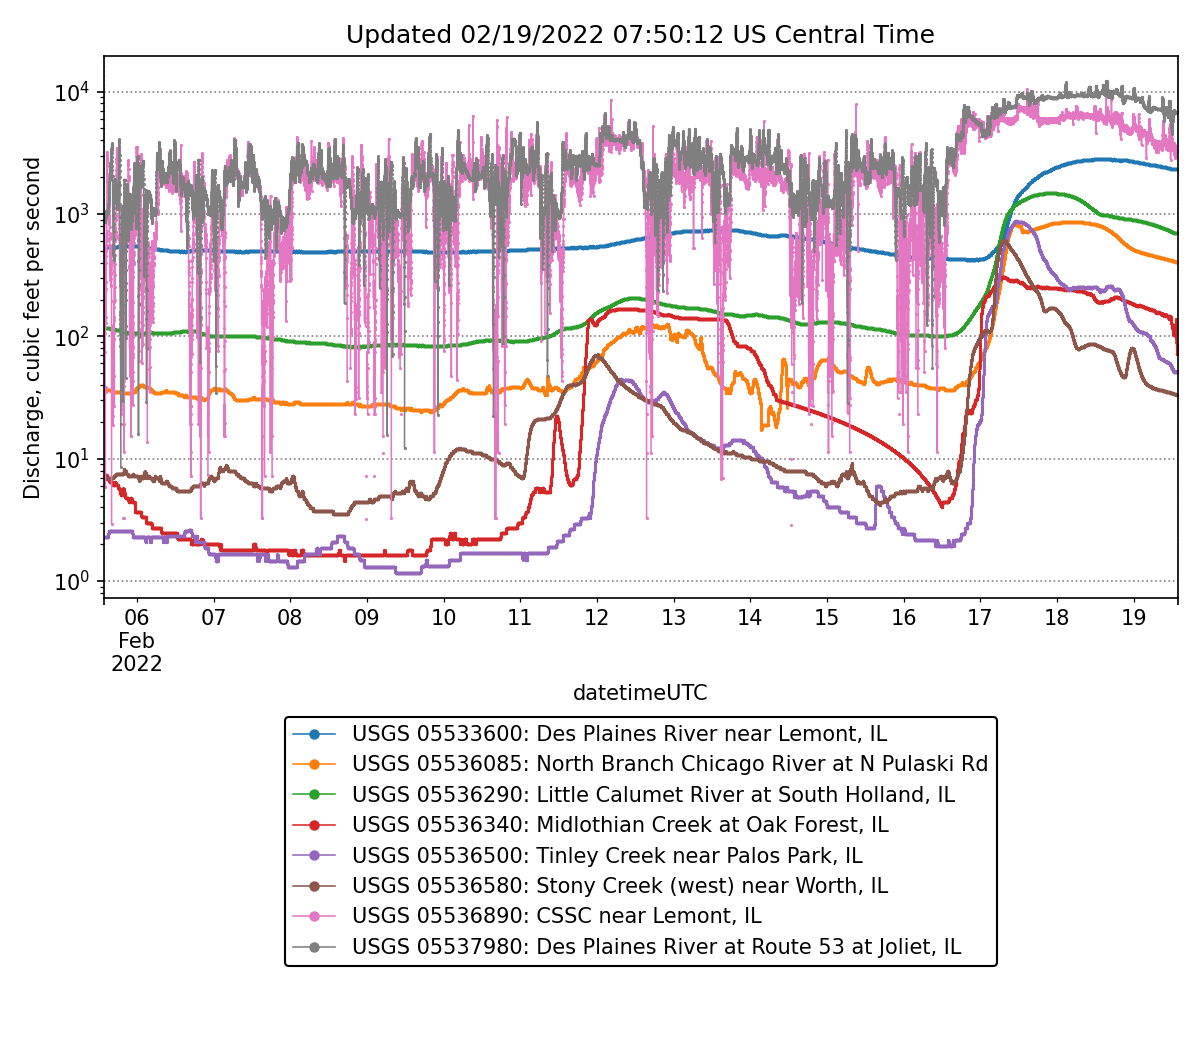 Updated 02/19/2022 07:50:12 US Central Time
Discharge, cubic feet per second
10^4
10^3
10^2
10^1
10^0
06 07 08 09 10 11 12 13 14 15 16 17 18 19
Feb
2022
datetimeUTC
USGS 05533600: Des Plaines River near Lemont, IL
USGS 05536085: North Branch Chicago River at N Pulaski Rd
USGS 05536290: Little Calumet River at South Holland, IL
USGS 05536340: Midlothian Creek at Oak Forest, IL
USGS 05536500: Tinley Creek near Palos Park, IL
USGS 05536580: Stony Creek (west) near Worth, IL
USGS 05536890: CSSC near Lemont, IL
USGS 05537980: Des Plaines River at Route 53 at Joliet, IL